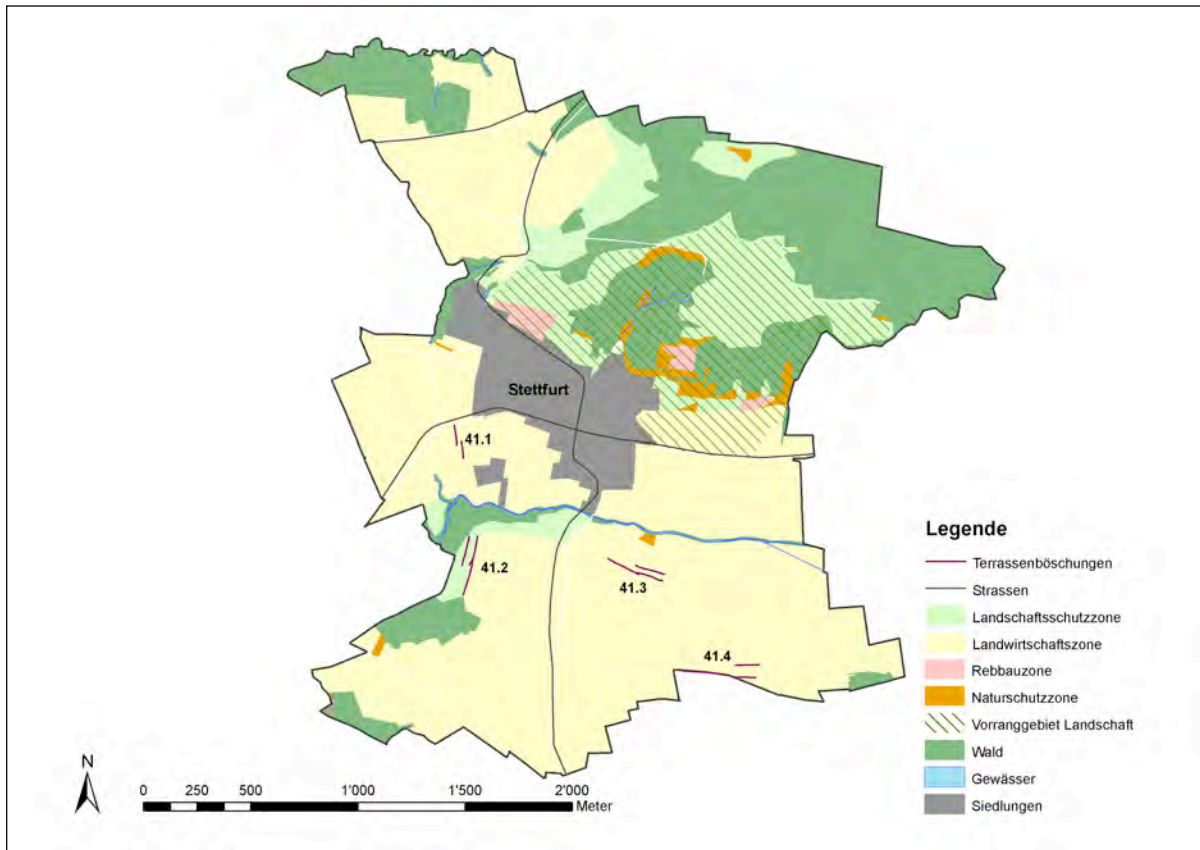 Stettfurt
41.1
41.2
41.3
41.4
Legende
Terrassenböschungen
Strassen
Landschaftsschutzzone
Landwirtschaftszone
Rebbauzone
Naturschutzzone
Vorranggebiet Landschaft
Wald
Gewässer
Siedlungen
N
0 250 500 1'000 1'500 2'000
Meter